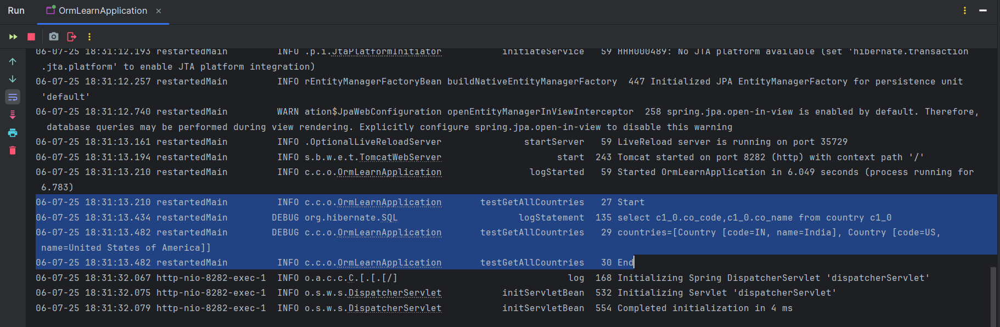 Run OrmLearnApplication
06-07-25 18:31:12.193 restartedMain INFO .p.i.JtaPlatformInitiator initiateService 59 HHH000489: No JTA platform available (set 'hibernate.transaction
.jta.platform' to enable JTA platform integration)
06-07-25 18:31:12.257 restartedMain INFO rEntityManagerFactoryBean buildNativeEntityManagerFactory 447 Initialized JPA EntityManagerFactory for persistence unit
'default'
06-07-25 18:31:12.740 restartedMain WARN ation$JpaWebConfiguration openEntityManagerInViewInterceptor 258 spring.jpa.open-in-view is enabled by default. Therefore,
database queries may be performed during view rendering. Explicitly configure spring.jpa.open-in-view to disable this warning
06-07-25 18:31:13.161 restartedMain INFO .OptionalLiveReloadServer startServer 59 LiveReload server is running on port 35729
06-07-25 18:31:13.194 restartedMain INFO s.b.w.e.t.TomcatWebServer start 243 Tomcat started on port 8282 (http) with context path '/'
06-07-25 18:31:13.210 restartedMain INFO c.c.o.OrmLearnApplication logStarted 59 Started OrmLearnApplication in 6.049 seconds (process running for
6.783)
06-07-25 18:31:13.210 restartedMain INFO c.c.o.OrmLearnApplication testGetAllCountries 27 Start
06-07-25 18:31:13.434 restartedMain DEBUG org.hibernate.SQL logStatement 135 select c1_0.co_code,c1_0.co_name from country c1_0
06-07-25 18:31:13.482 restartedMain DEBUG c.c.o.OrmLearnApplication testGetAllCountries 29 countries=[Country [code=IN, name=India], Country [code=US,
name=United States of America]]
06-07-25 18:31:13.482 restartedMain INFO c.c.o.OrmLearnApplication testGetAllCountries 30 End
06-07-25 18:31:32.067 http-nio-8282-exec-1 INFO o.a.c.c.C.[.[.[/] log 168 Initializing Spring DispatcherServlet 'dispatcherServlet'
06-07-25 18:31:32.075 http-nio-8282-exec-1 INFO o.s.w.s.DispatcherServlet initServletBean 532 Initializing Servlet 'dispatcherServlet'
06-07-25 18:31:32.079 http-nio-8282-exec-1 INFO o.s.w.s.DispatcherServlet initServletBean 554 Completed initialization in 4 ms